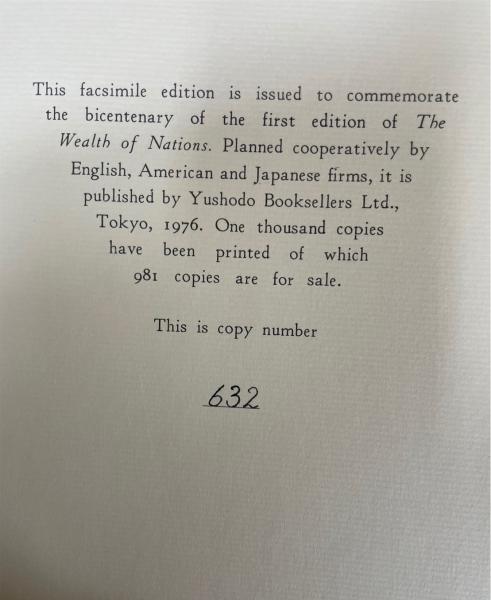 This facsimile edition is issued to commemorate
the bicentenary of the first edition of The
Wealth of Nations. Planned cooperatively by
English, American and Japanese firms, it is
published by Yushodo Booksellers Ltd.,
Tokyo, 1976. One thousand copies
have been printed of which
981 copies are for sale.
This is copy number
632